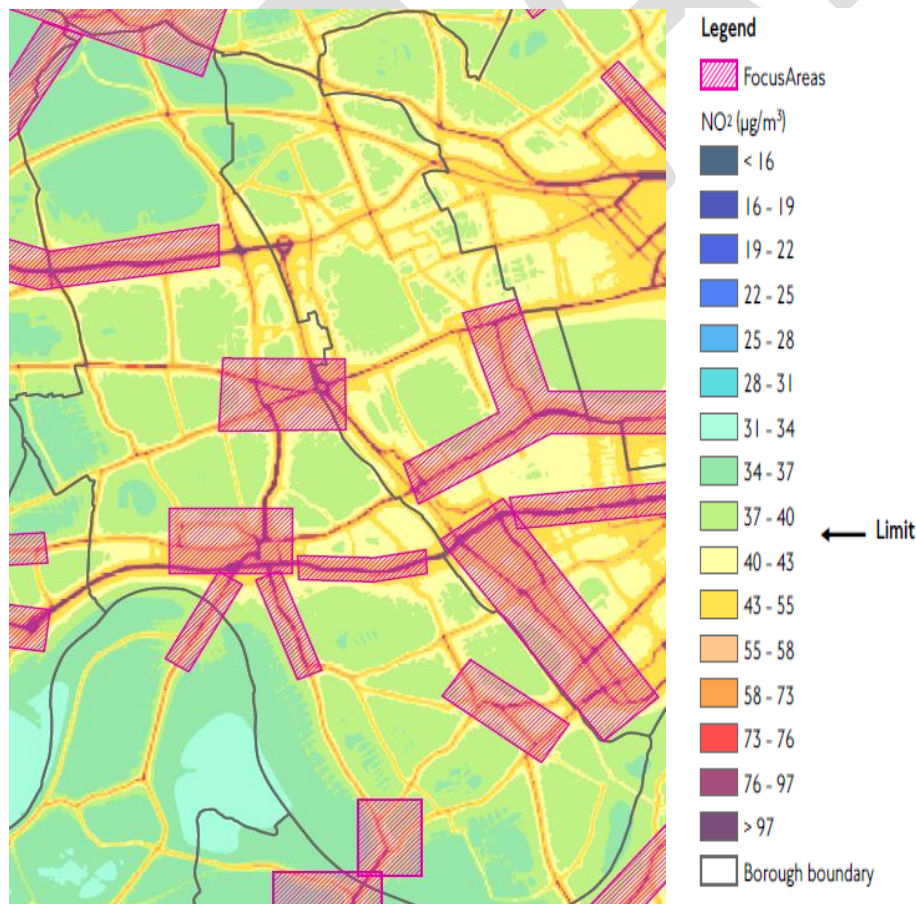 Legend
FocusAreas
NO2 (μg/m3)
< 16
16 - 19
19 - 22
22 - 25
25 - 28
28 - 31
31 - 34
34 - 37
37 - 40
Limit
40 - 43
43 - 55
55 - 58
58 - 73
73 - 76
76 - 97
> 97
Borough boundary